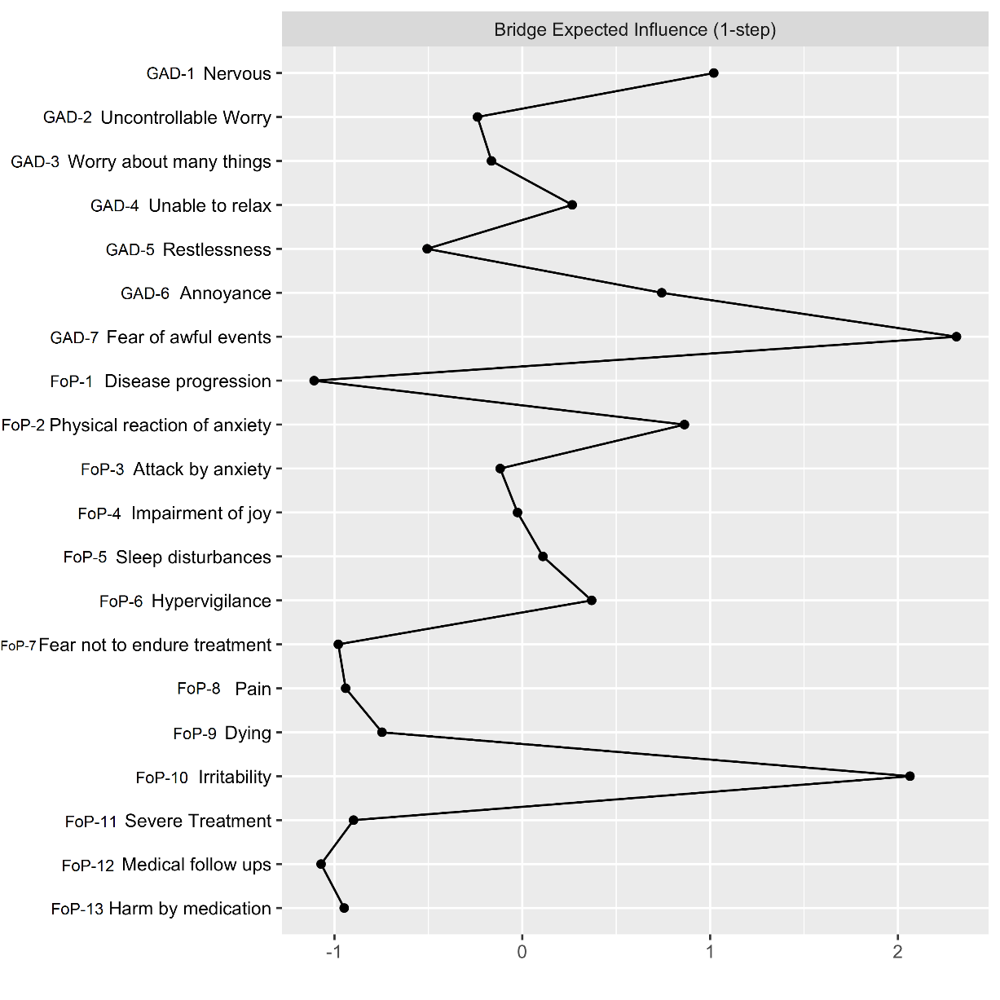 Bridge Expected Influence (1-step)
GAD-1 Nervous
GAD-2 Uncontrollable Worry
GAD-3 Worry about many things
GAD-4 Unable to relax
GAD-5 Restlessness
GAD-6 Annoyance
GAD-7 Fear of awful events
FoP-1 Disease progression
FoP-2 Physical reaction of anxiety
FoP-3 Attack by anxiety
FoP-4 Impairment of joy
FoP-5 Sleep disturbances
FoP-6 Hypervigilance
FoP-7 Fear not to endure treatment
FoP-8 Pain
FoP-9 Dying
FoP-10 Irritability
FoP-11 Severe Treatment
FoP-12 Medical follow ups
FoP-13 Harm by medication
-1 0 1 2